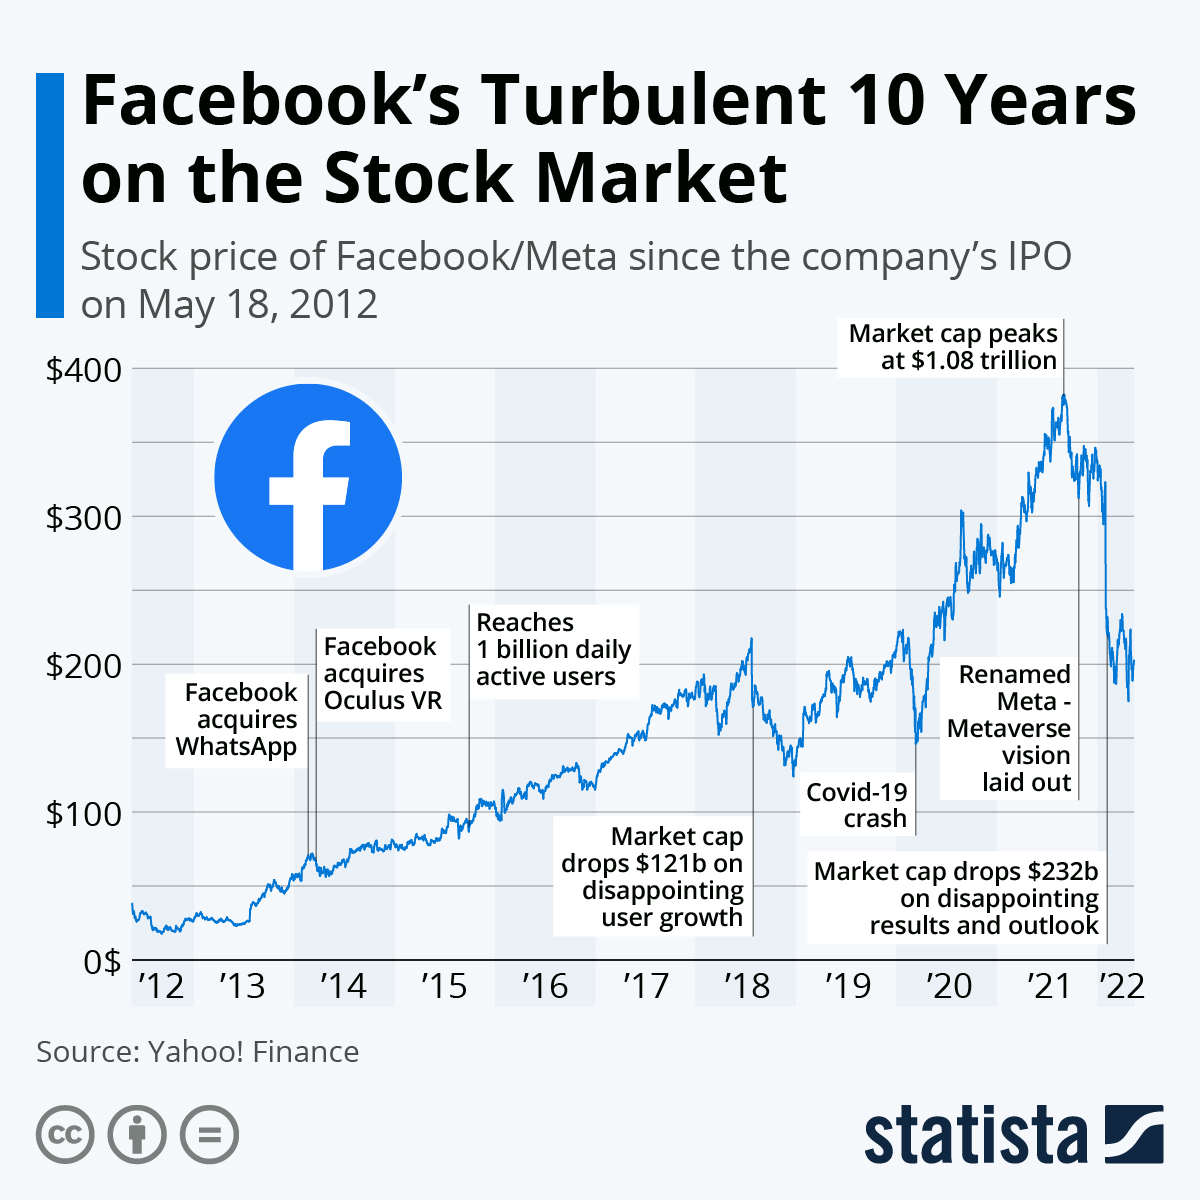 Facebook’s Turbulent 10 Years
on the Stock Market
Stock price of Facebook/Meta since the company’s IPO
on May 18, 2012
Market cap peaks
at $1.08 trillion
$400
$300
$200
$100
0$
Facebook
acquires
WhatsApp
Facebook
acquires
Oculus VR
Reaches
1 billion daily
active users
Market cap
drops $121b on
disappointing
user growth
Covid-19
crash
Renamed
Meta -
Metaverse
vision
laid out
Market cap drops $232b
on disappointing
results and outlook
’12 ’13 ’14 ’15 ’16 ’17 ’18 ’19 ’20 ’21 ’22
Source: Yahoo! Finance
cc
statista